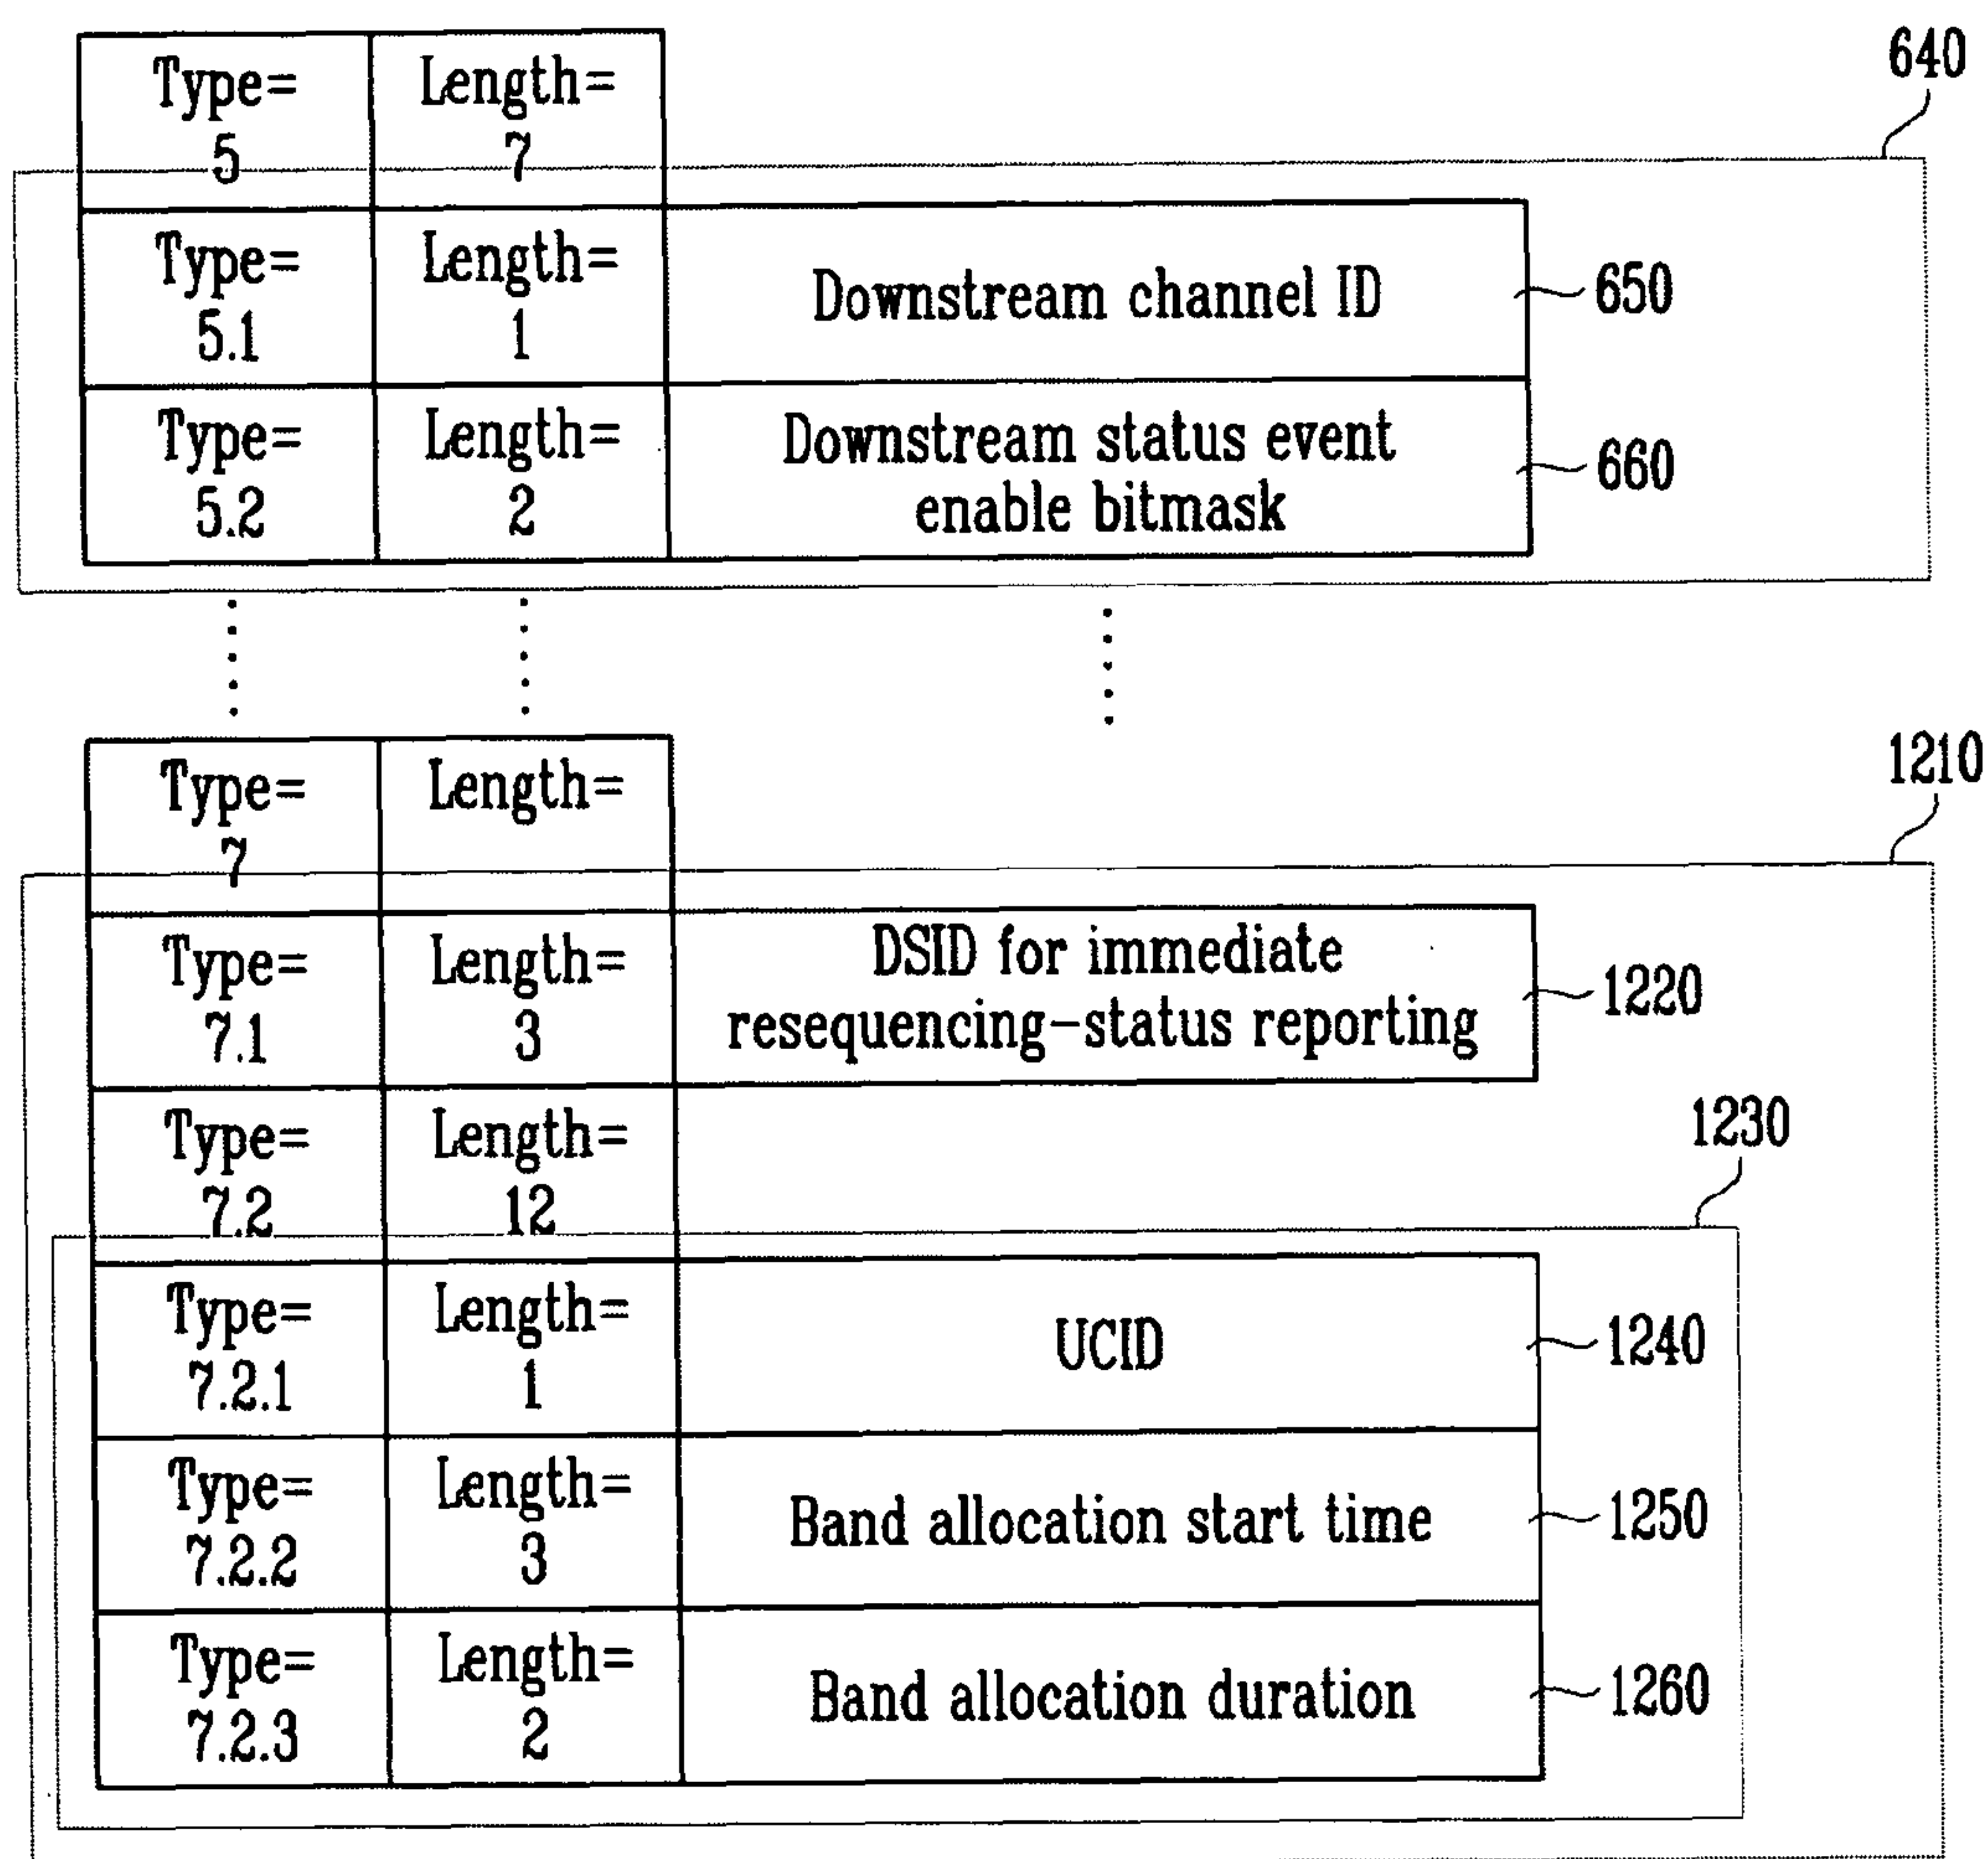 640
Type= Length=
5 7
Type= Length=
5.1 1
Downstream channel ID
650
Type= Length=
5.2 2
Downstream status event
enable bitmask
660
1210
Type= Length=
7
Type= Length=
7.1 3
DSID for immediate
resequencing-status reporting
1220
1230
Type= Length=
7.2 12
Type= Length=
7.2.1 1
UCID
1240
Type= Length=
7.2.2 3
Band allocation start time
1250
Type= Length=
7.2.3 2
Band allocation duration
1260